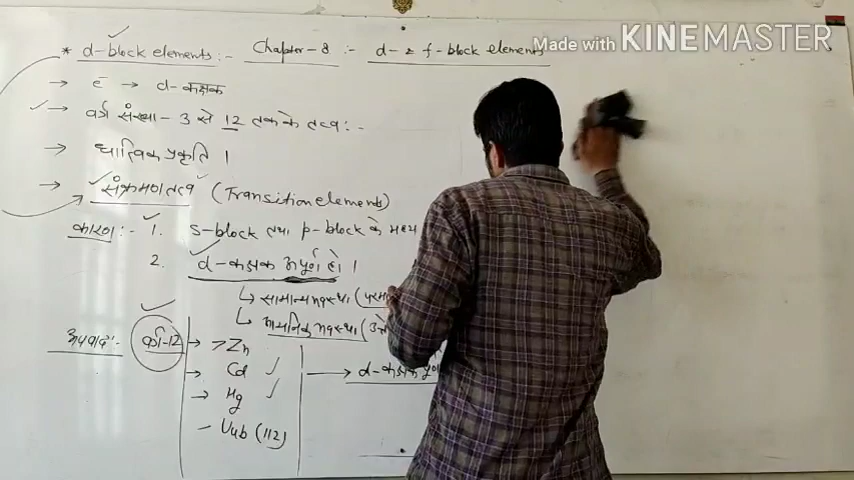 * d-block elements :- Chapter-8 :- d- & f-block elements
Made with KINEMASTER
→ e⁻ → d-कक्षक
✓→ वर्ग संख्या - 3 से 12 तक के तत्व :-
→ धात्विक प्रकृति ।
→ संक्रमण तत्व (Transition elements)
कारण :- 1. s-block तथा p-block के मध्य
2. d-कक्षक अपूर्ण हो ।
↳ सामान्य अवस्था (
↳ आयनिक अवस्था (
अपवाद :- वर्ग-12 → Zn
→ Cd ✓ → d-कक्षक
→ Hg ✓
- Uub (112)